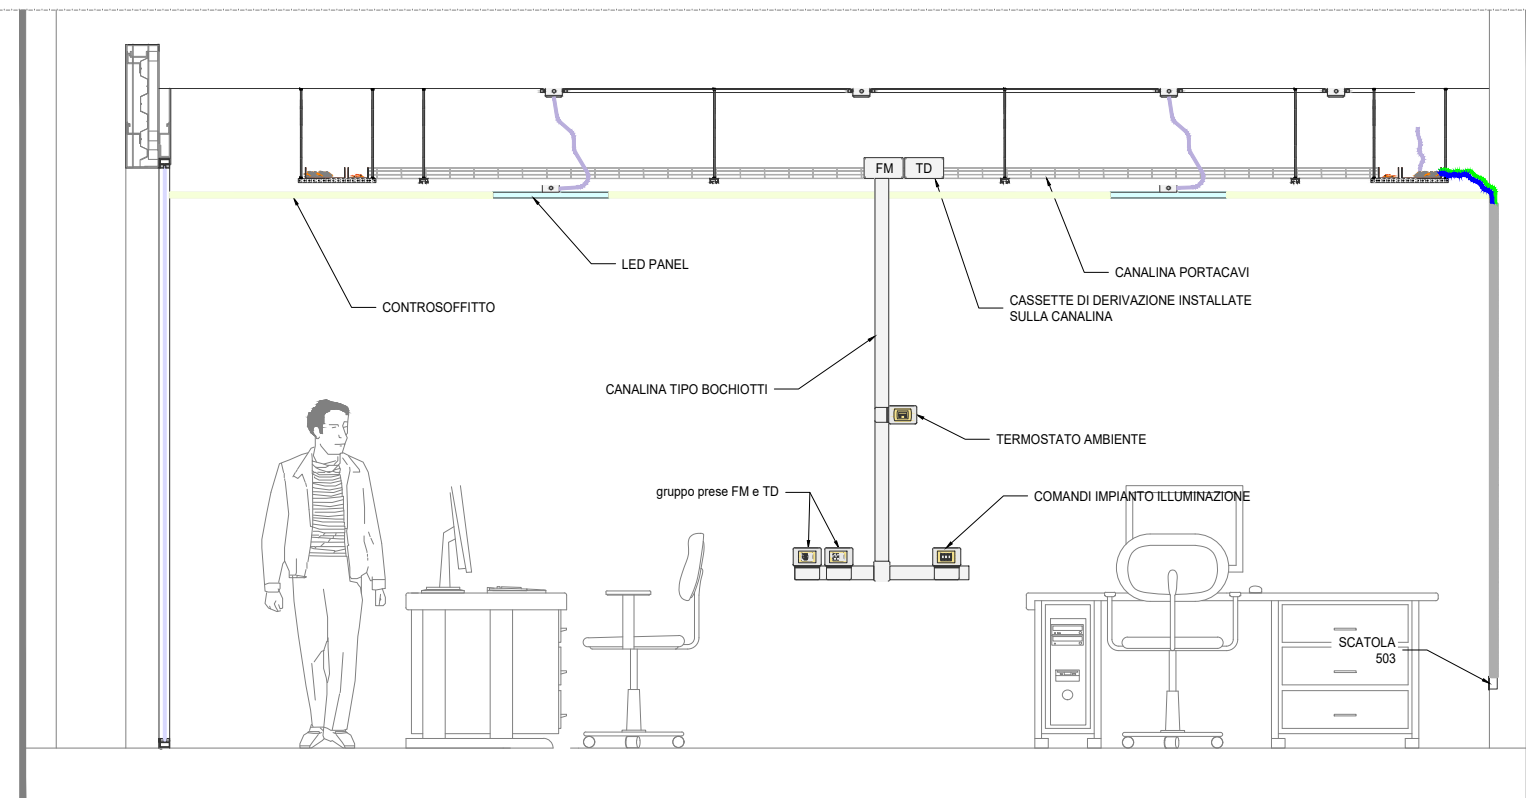 FM TD
LED PANEL
CANALINA PORTACAVI
CONTROSOFFITTO
CASSETTE DI DERIVAZIONE INSTALLATE
SULLA CANALINA
CANALINA TIPO BOCHIOTTI
TERMOSTATO AMBIENTE
gruppo prese FM e TD
COMANDI IMPIANTO ILLUMINAZIONE
SCATOLA
503